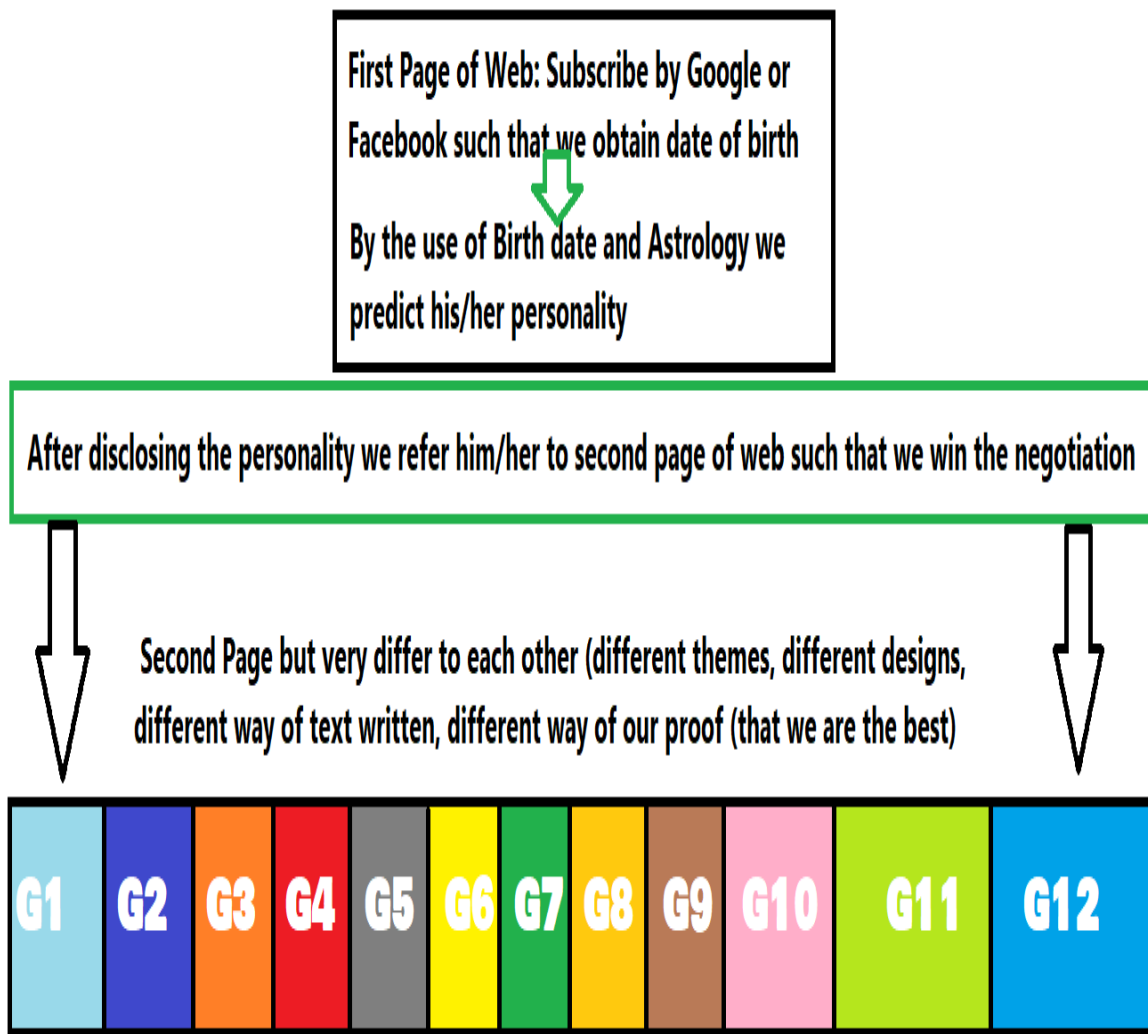 First Page of Web: Subscribe by Google or
Facebook such that we obtain date of birth
By the use of Birth date and Astrology we
predict his/her personality
After disclosing the personality we refer him/her to second page of web such that we win the negotiation
Second Page but very differ to each other (different themes, different designs,
different way of text written, different way of our proof (that we are the best)
G1 G2 G3 G4 G5 G6 G7 G8 G9 G10 G11 G12